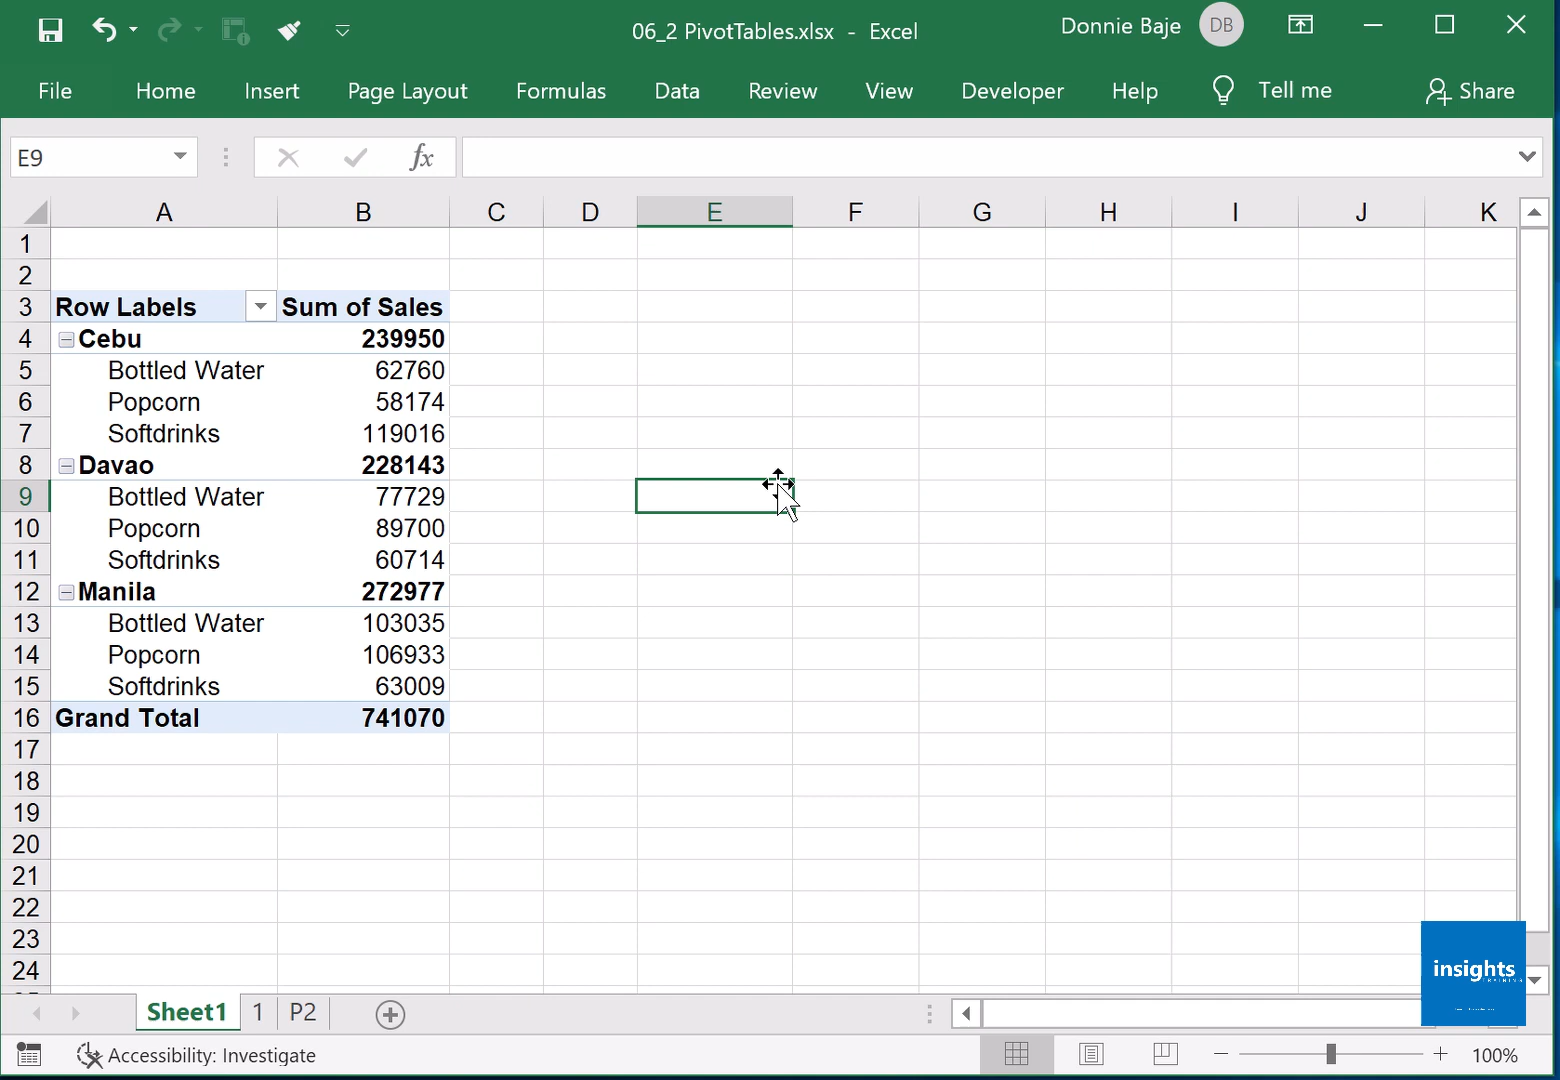 06_2 PivotTables.xlsx - Excel
Donnie Baje
DB
File Home Insert Page Layout Formulas Data Review View Developer Help Tell me Share
E9
fx
A B C D E F G H I J K
1
2
3 Row Labels Sum of Sales
4 Cebu 239950
5 Bottled Water 62760
6 Popcorn 58174
7 Softdrinks 119016
8 Davao 228143
9 Bottled Water 77729
10 Popcorn 89700
11 Softdrinks 60714
12 Manila 272977
13 Bottled Water 103035
14 Popcorn 106933
15 Softdrinks 63009
16 Grand Total 741070
17
18
19
20
21
22
23
24
insights
TRAINING
Sheet1 1 P2
Accessibility: Investigate
100%